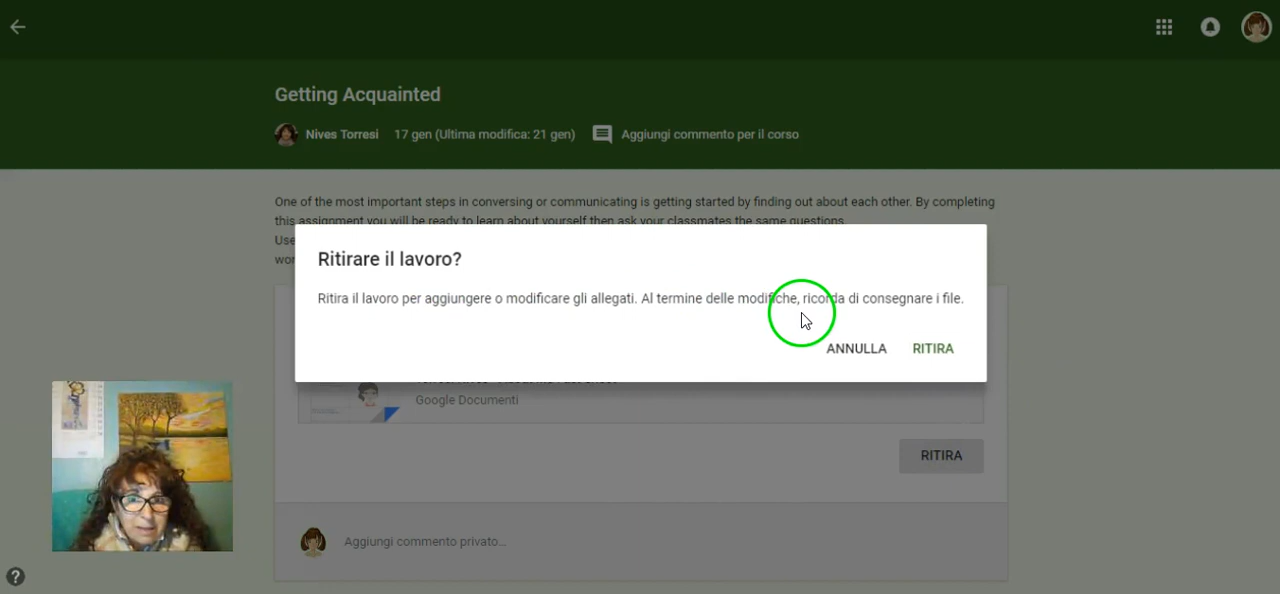 Getting Acquainted
Nives Torresi 17 gen (Ultima modifica: 21 gen) Aggiungi commento per il corso
One of the most important steps in conversing or communicating is getting started by finding out about each other. By completing
this assignment you will be ready to learn about yourself then ask your classmates the same questions.
Use
wor
Ritirare il lavoro?
Ritira il lavoro per aggiungere o modificare gli allegati. Al termine delle modifiche, ricorda di consegnare i file.
ANNULLA RITIRA
Google Documenti
RITIRA
Aggiungi commento privato...
?